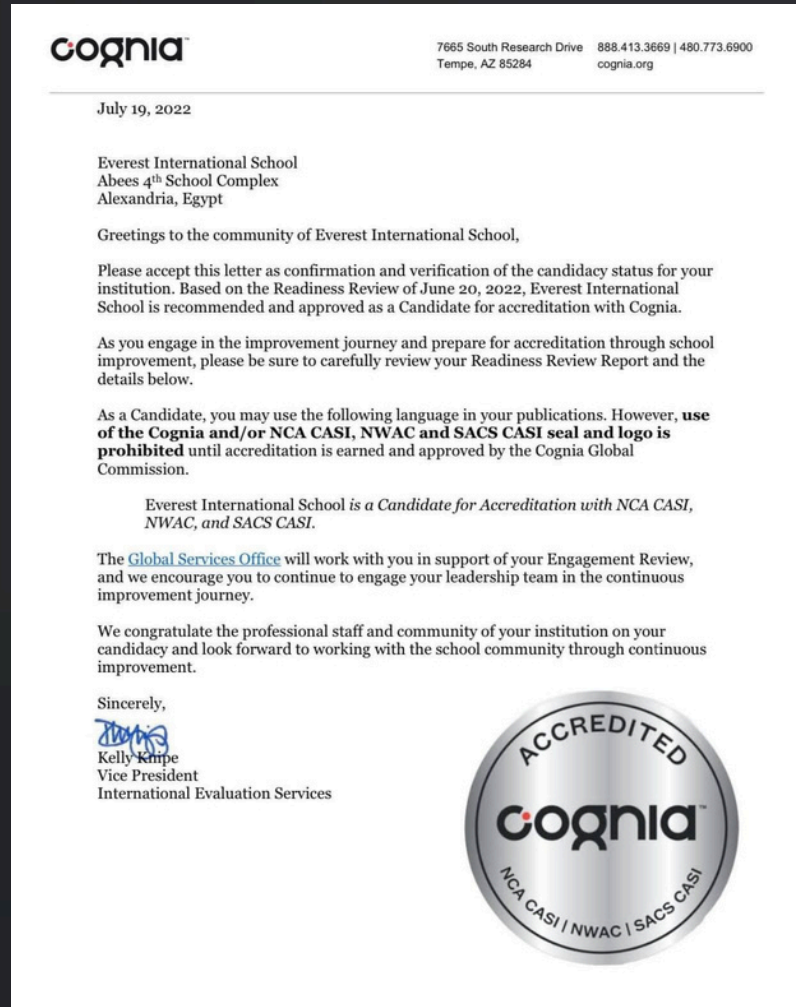 cognia™
7665 South Research Drive 888.413.3669 | 480.773.6900
Tempe, AZ 85284 cognia.org
July 19, 2022
Everest International School
Abees 4th School Complex
Alexandria, Egypt
Greetings to the community of Everest International School,
Please accept this letter as confirmation and verification of the candidacy status for your
institution. Based on the Readiness Review of June 20, 2022, Everest International
School is recommended and approved as a Candidate for accreditation with Cognia.
As you engage in the improvement journey and prepare for accreditation through school
improvement, please be sure to carefully review your Readiness Review Report and the
details below.
As a Candidate, you may use the following language in your publications. However, use
of the Cognia and/or NCA CASI, NWAC and SACS CASI seal and logo is
prohibited until accreditation is earned and approved by the Cognia Global
Commission.
Everest International School is a Candidate for Accreditation with NCA CASI,
NWAC, and SACS CASI.
The Global Services Office will work with you in support of your Engagement Review,
and we encourage you to continue to engage your leadership team in the continuous
improvement journey.
We congratulate the professional staff and community of your institution on your
candidacy and look forward to working with the school community through continuous
improvement.
Sincerely,
Kelly Knipe
Vice President
International Evaluation Services
ACCREDITED
cognia™
NCA CASI | NWAC | SACS CASI